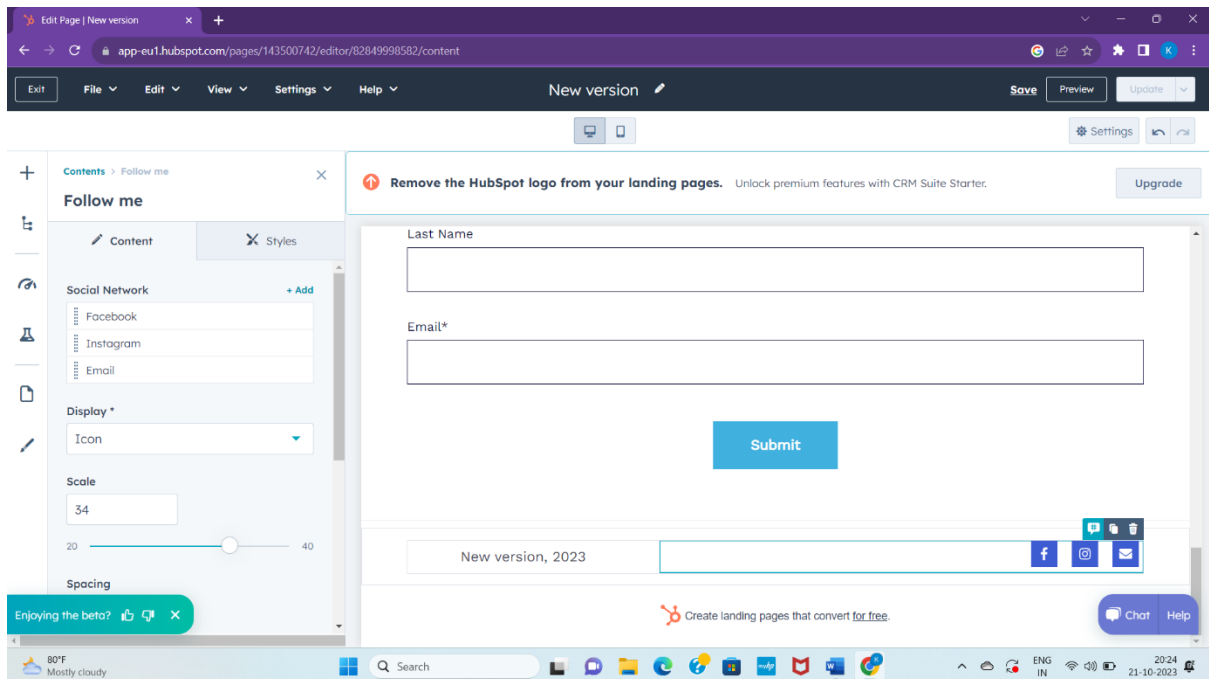 Edit Page | New version
app-eu1.hubspot.com/pages/143500742/editor/82849998582/content
K
Exit File Edit View Settings Help New version Save Preview Update
Settings
Contents > Follow me
Follow me
Content Styles
Social Network + Add
Facebook
Instagram
Email
Display *
Icon
Scale
34
20 40
Spacing
Enjoying the beta?
Remove the HubSpot logo from your landing pages. Unlock premium features with CRM Suite Starter. Upgrade
Last Name
Email*
Submit
New version, 2023
Create landing pages that convert for free.
Chat Help
80°F
Mostly cloudy
Search
ENG
IN
20:24
21-10-2023